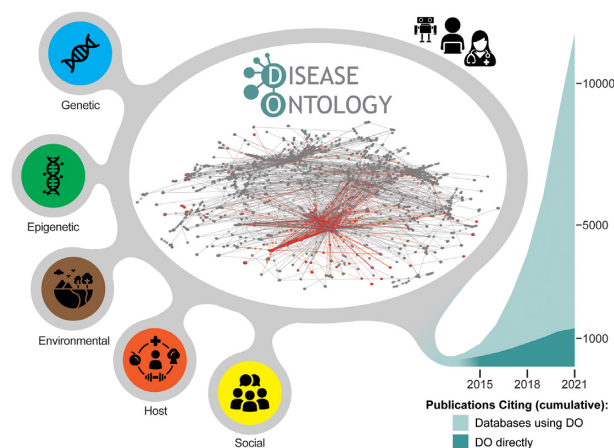 DISEASE
ONTOLOGY
Genetic
Epigenetic
Environmental
Host
Social
10000
5000
1000
2015
2018
2021
Publications Citing (cumulative):
Databases using DO
DO directly